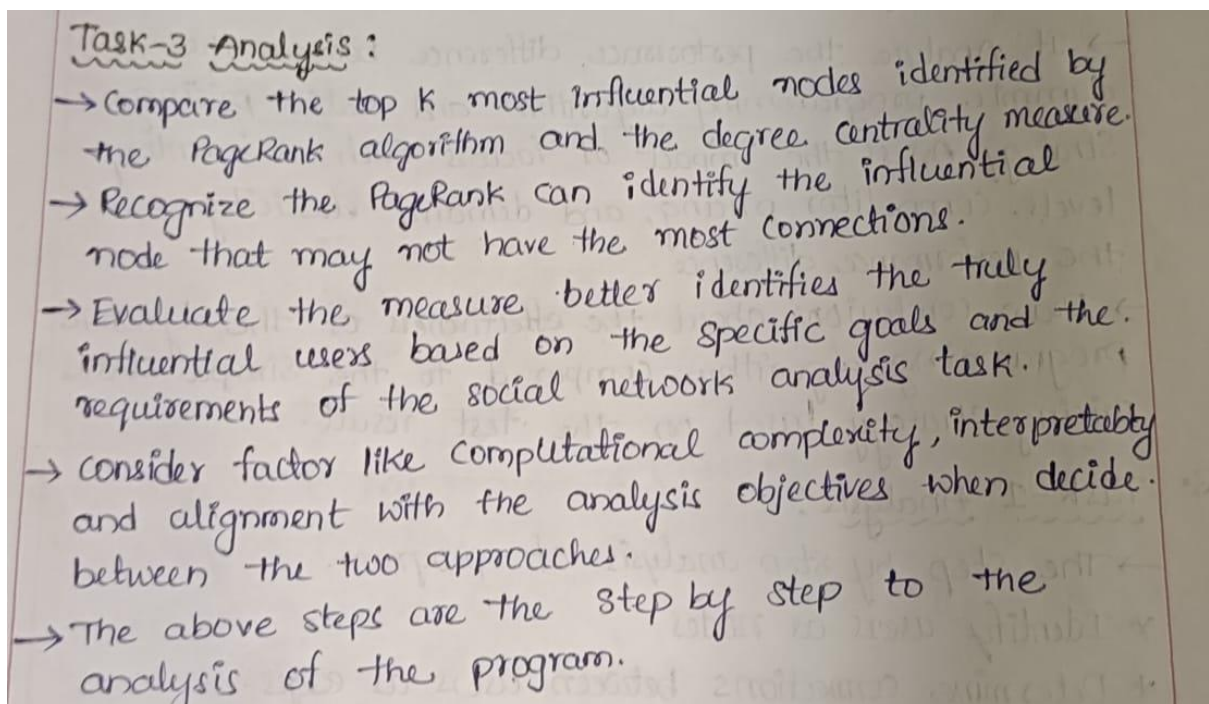 Task-3 Analysis:
→ Compare the top K most influential nodes identified by
the PageRank algorithm and the degree centrality measure.
→ Recognize the PageRank can identify the influential
node that may not have the most connections.
→ Evaluate the measure better identifies the truly
influential users based on the specific goals and the.
requirements of the social network analysis task.
→ consider factor like computational complexity, interpretabty
and alignment with the analysis objectives when decide.
between the two approaches.
→ The above steps are the step by step to the
analysis of the program.